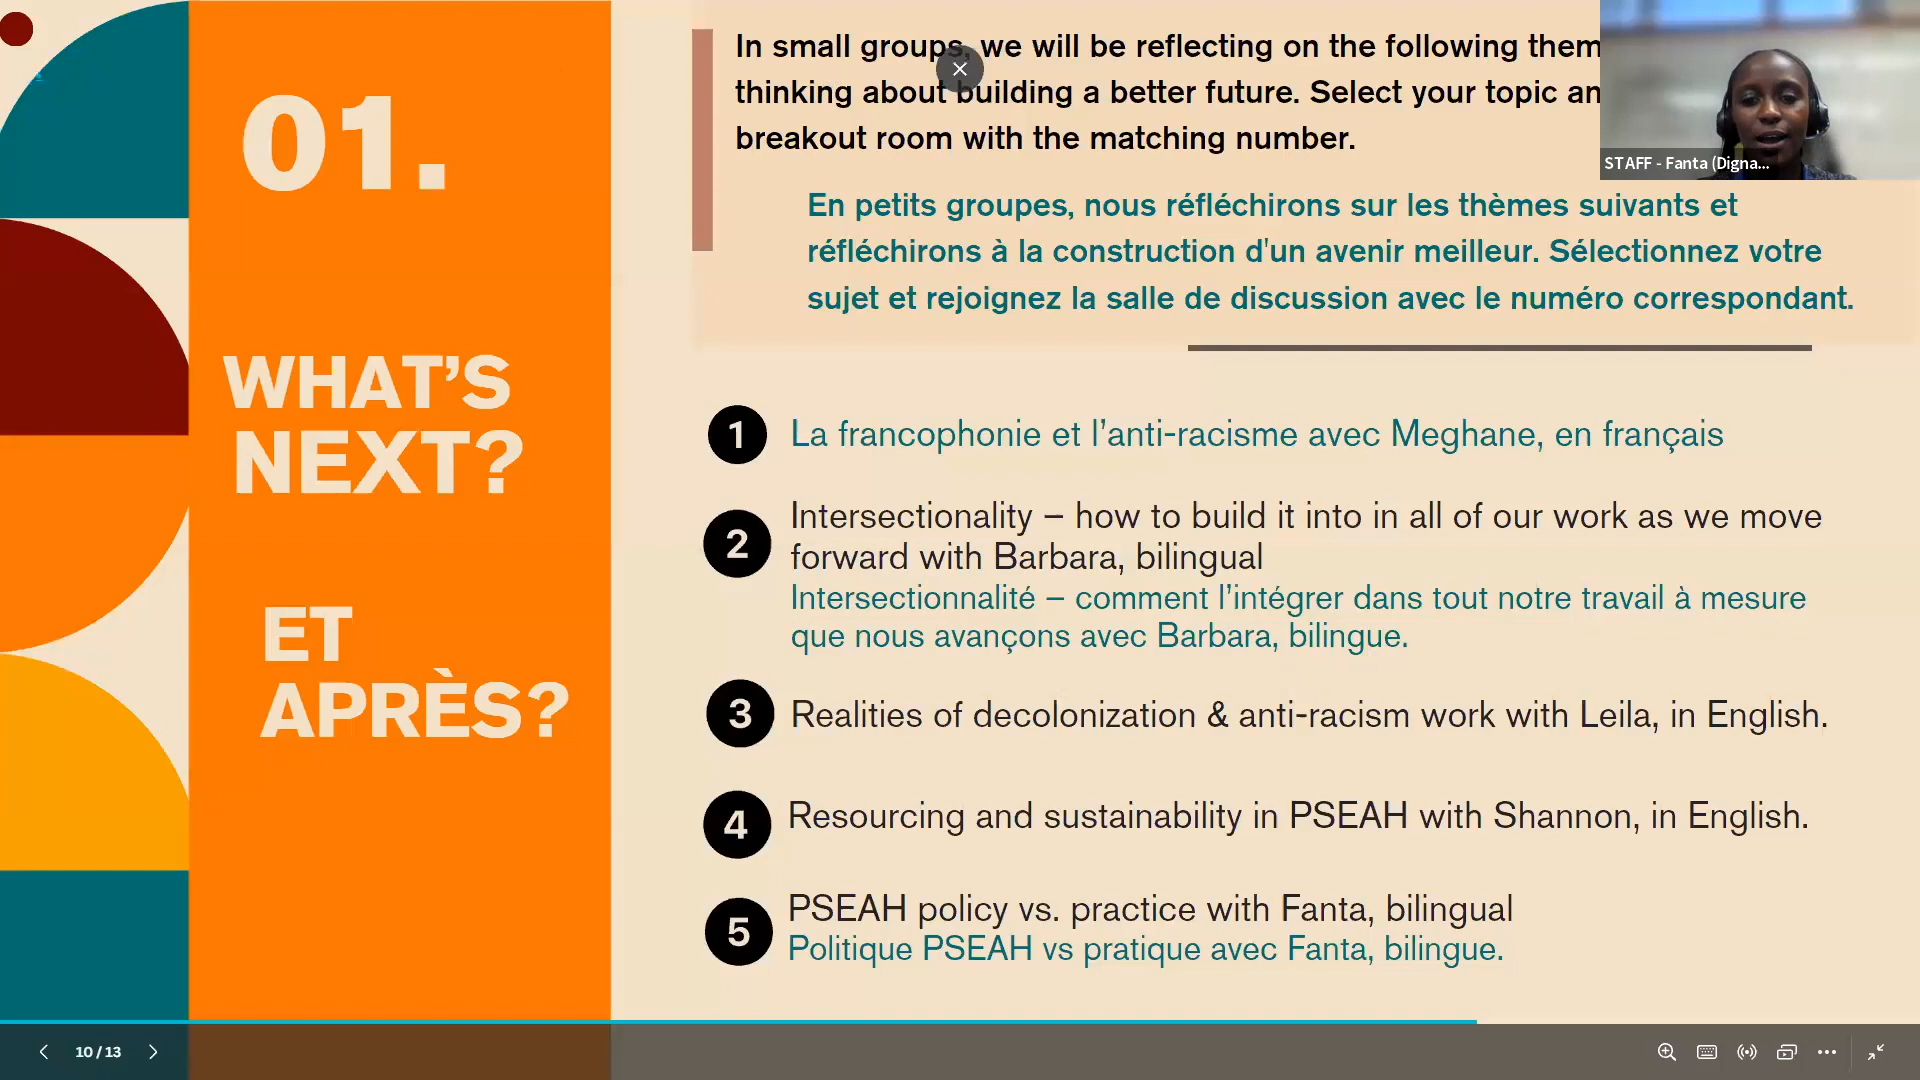 01.
WHAT’S
NEXT?
ET
APRÈS?
In small groups, we will be reflecting on the following them
thinking about building a better future. Select your topic an
breakout room with the matching number.
En petits groupes, nous réfléchirons sur les thèmes suivants et
réfléchirons à la construction d'un avenir meilleur. Sélectionnez votre
sujet et rejoignez la salle de discussion avec le numéro correspondant.
STAFF - Fanta (Digna...
1 La francophonie et l’anti-racisme avec Meghane, en français
2 Intersectionality – how to build it into in all of our work as we move
forward with Barbara, bilingual
Intersectionnalité – comment l’intégrer dans tout notre travail à mesure
que nous avançons avec Barbara, bilingue.
3 Realities of decolonization & anti-racism work with Leila, in English.
4 Resourcing and sustainability in PSEAH with Shannon, in English.
5 PSEAH policy vs. practice with Fanta, bilingual
Politique PSEAH vs pratique avec Fanta, bilingue.
10 / 13